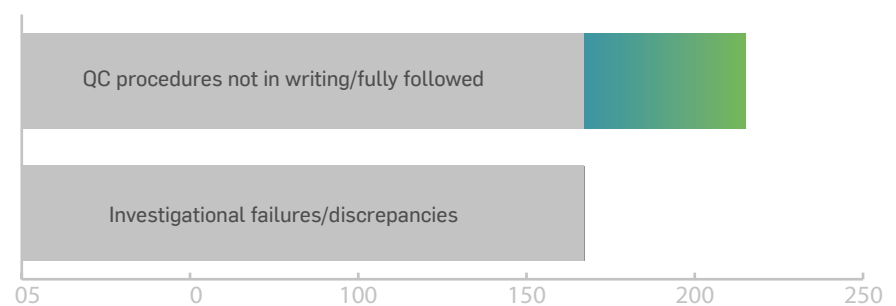 QC procedures not in writing/fully followed
Investigational failures/discrepancies
05 0 100 150 200 250